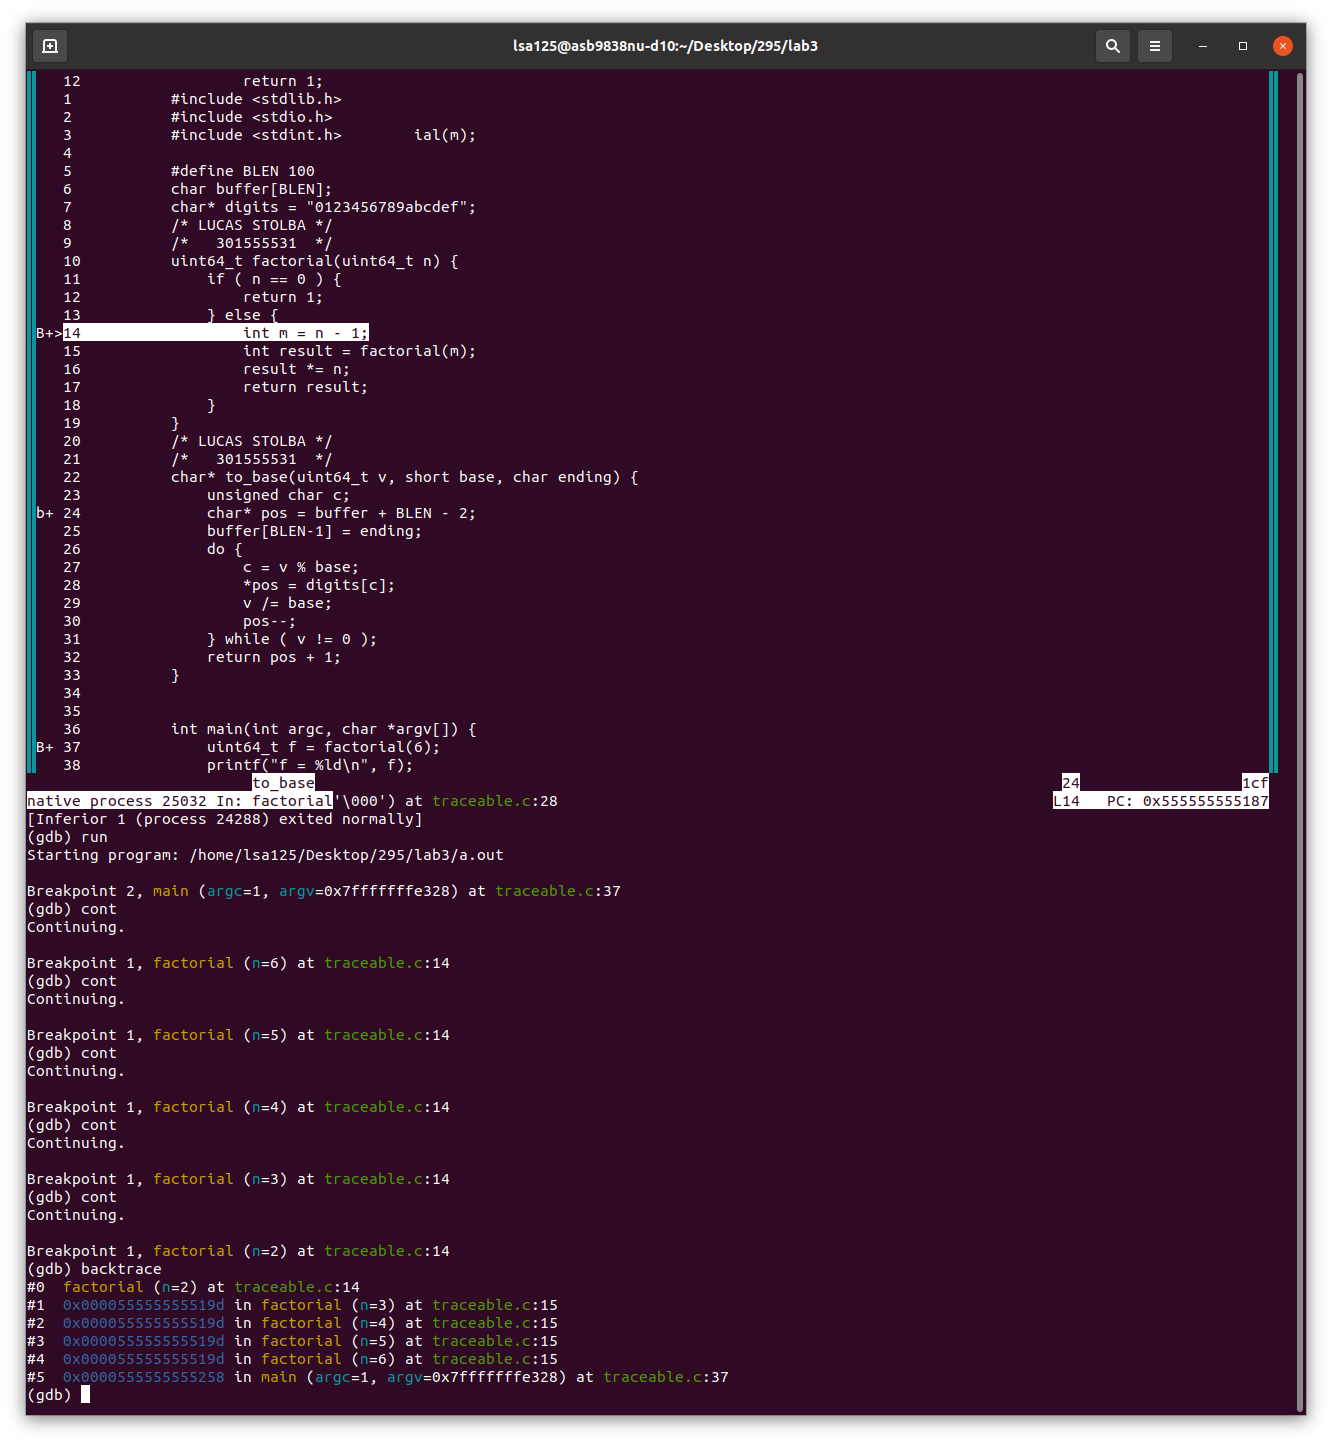 lsa125@asb9838nu-d10:~/Desktop/295/lab3
12                  return 1;
1           #include <stdlib.h>
2           #include <stdio.h>
3           #include <stdint.h>        ial(m);
4
5           #define BLEN 100
6           char buffer[BLEN];
7           char* digits = "0123456789abcdef";
8           /* LUCAS STOLBA */
9           /*   301555531  */
10          uint64_t factorial(uint64_t n) {
11              if ( n == 0 ) {
12                  return 1;
13              } else {
B+>14                  int m = n - 1;
15                  int result = factorial(m);
16                  result *= n;
17                  return result;
18              }
19          }
20          /* LUCAS STOLBA */
21          /*   301555531  */
22          char* to_base(uint64_t v, short base, char ending) {
23              unsigned char c;
b+ 24              char* pos = buffer + BLEN - 2;
25              buffer[BLEN-1] = ending;
26              do {
27                  c = v % base;
28                  *pos = digits[c];
29                  v /= base;
30                  pos--;
31              } while ( v != 0 );
32              return pos + 1;
33          }
34
35
36          int main(int argc, char *argv[]) {
B+ 37              uint64_t f = factorial(6);
38              printf("f = %ld\n", f);
to_base 24 1cf
native process 25032 In: factorial'\000') at traceable.c:28 L14   PC: 0x555555555187
[Inferior 1 (process 24288) exited normally]
(gdb) run
Starting program: /home/lsa125/Desktop/295/lab3/a.out
Breakpoint 2, main (argc=1, argv=0x7fffffffe328) at traceable.c:37
(gdb) cont
Continuing.
Breakpoint 1, factorial (n=6) at traceable.c:14
(gdb) cont
Continuing.
Breakpoint 1, factorial (n=5) at traceable.c:14
(gdb) cont
Continuing.
Breakpoint 1, factorial (n=4) at traceable.c:14
(gdb) cont
Continuing.
Breakpoint 1, factorial (n=3) at traceable.c:14
(gdb) cont
Continuing.
Breakpoint 1, factorial (n=2) at traceable.c:14
(gdb) backtrace
#0  factorial (n=2) at traceable.c:14
#1  0x000055555555519d in factorial (n=3) at traceable.c:15
#2  0x000055555555519d in factorial (n=4) at traceable.c:15
#3  0x000055555555519d in factorial (n=5) at traceable.c:15
#4  0x000055555555519d in factorial (n=6) at traceable.c:15
#5  0x0000555555555258 in main (argc=1, argv=0x7fffffffe328) at traceable.c:37
(gdb)